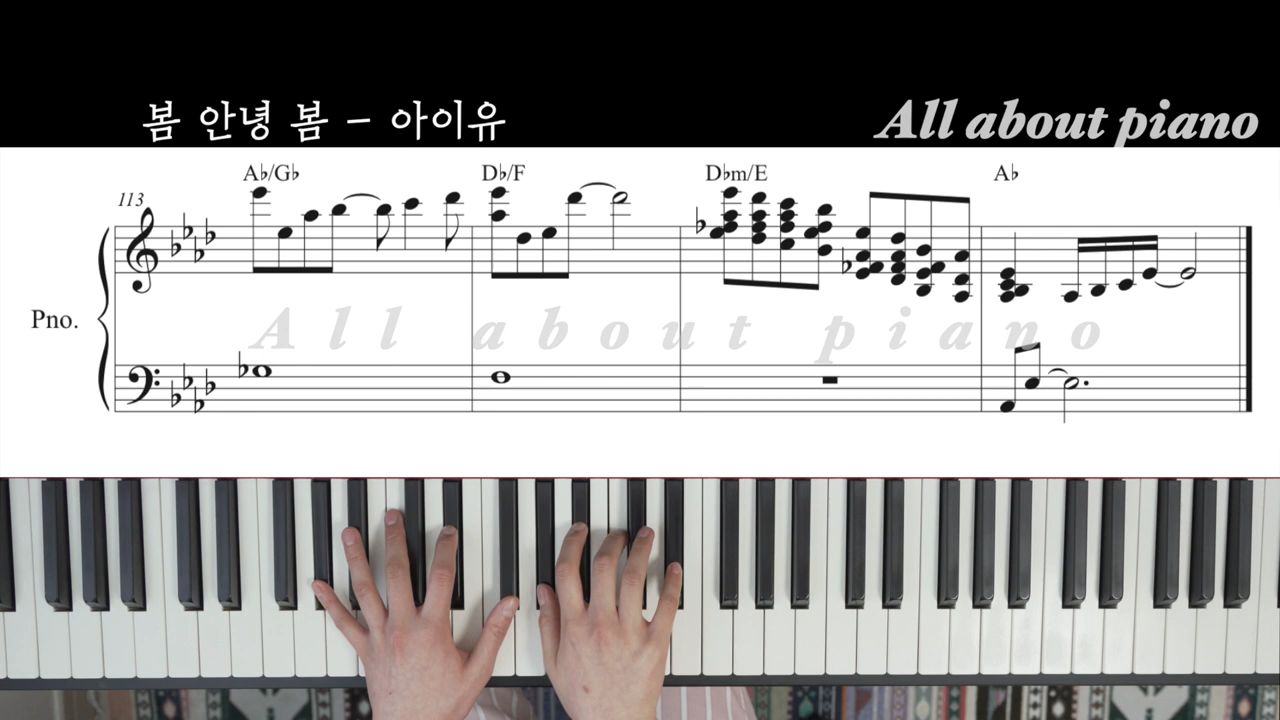 봄 안녕 봄 - 아이유
All about piano
A♭/G♭ D♭/F D♭m/E A♭
113
Pno.
All about piano